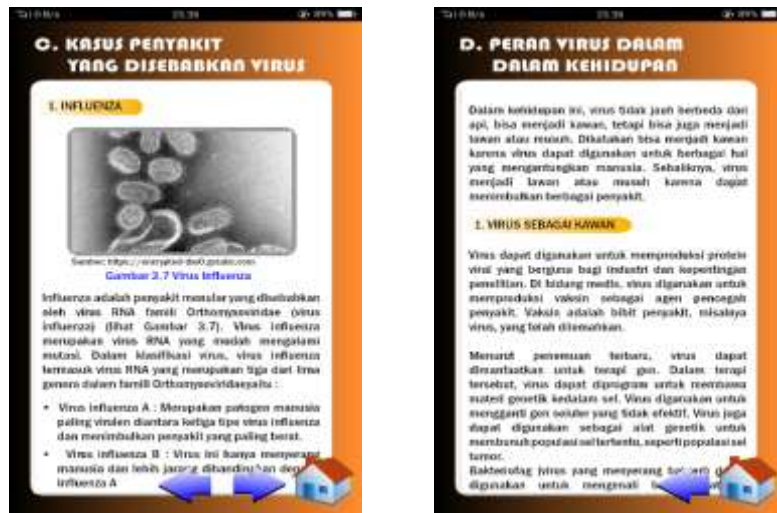 C. KASUS PENYAKIT
YANG DISEBABKAN VIRUS
1. INFLUENZA
Gambar 3.7 Virus Influenza
Influenza adalah penyakit menular yang disebabkan
oleh virus RNA famili Orthomyxoviridae (virus
influenza) (lihat Gambar 3.7). Virus influenza
merupakan virus RNA yang mudah mengalami
mutasi. Dalam klasifikasi virus, virus influenza
termasuk virus RNA yang merupakan tiga dari lima
genera dalam famili Orthomyxoviridaeyaitu :
• Virus influenza A : Merupakan patogen manusia
paling virulen diantara ketiga tipe virus influenza
dan menimbulkan penyakit yang paling berat.
• Virus influenza B : Virus ini hanya menyerang
manusia dan lebih jarang dibandingkan
influenza A
D. PERAN VIRUS DALAM
DALAM KEHIDUPAN
Dalam kehidupan ini, virus tidak jauh berbeda dari
api, bisa menjadi kawan, tetapi bisa juga menjadi
lawan atau musuh. Dikatakan bisa menjadi kawan
karena virus dapat digunakan untuk berbagai hal
yang menguntungkan manusia. Sebaliknya, virus
menjadi lawan atau musuh karena dapat
menimbulkan berbagai penyakit.
1. VIRUS SEBAGAI KAWAN
Virus dapat digunakan untuk memproduksi protein
viral yang berguna bagi industri dan kepentingan
penelitian. Di bidang medis, virus digunakan untuk
memproduksi vaksin sebagai agen pencegah
penyakit. Vaksin adalah bibit penyakit, misalnya
virus, yang telah dilemahkan.
Menurut penemuan terbaru, virus dapat
dimanfaatkan untuk terapi gen. Dalam terapi
tersebut, virus dapat diprogram untuk membawa
materi genetik kedalam sel. Virus digunakan untuk
mengganti gen seluler yang tidak efektif. Virus juga
dapat digunakan sebagai alat genetik untuk
membunuh populasi sel tertentu, seperti populasi sel
tumor.
Bakteriofag (virus yang menyerang
digunakan untuk mengenali